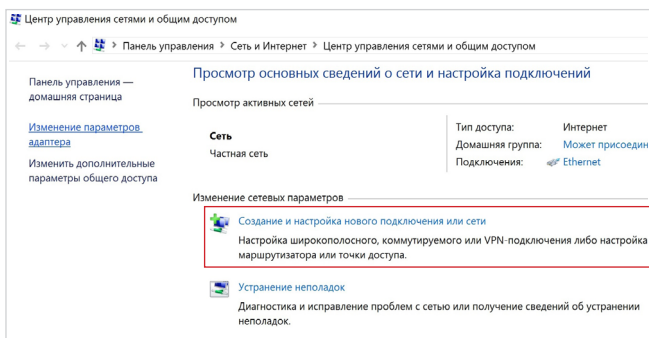 Центр управления сетями и общим доступом
Панель управления > Сеть и Интернет > Центр управления сетями и общим доступом
Панель управления —
домашняя страница
Изменение параметров
адаптера
Изменить дополнительные
параметры общего доступа
Просмотр основных сведений о сети и настройка подключений
Просмотр активных сетей
Сеть
Частная сеть
Тип доступа: Интернет
Домашняя группа: Может присоедин
Подключения: Ethernet
Изменение сетевых параметров
Создание и настройка нового подключения или сети
Настройка широкополосного, коммутируемого или VPN-подключения либо настройка
маршрутизатора или точки доступа.
Устранение неполадок
Диагностика и исправление проблем с сетью или получение сведений об устранении
неполадок.